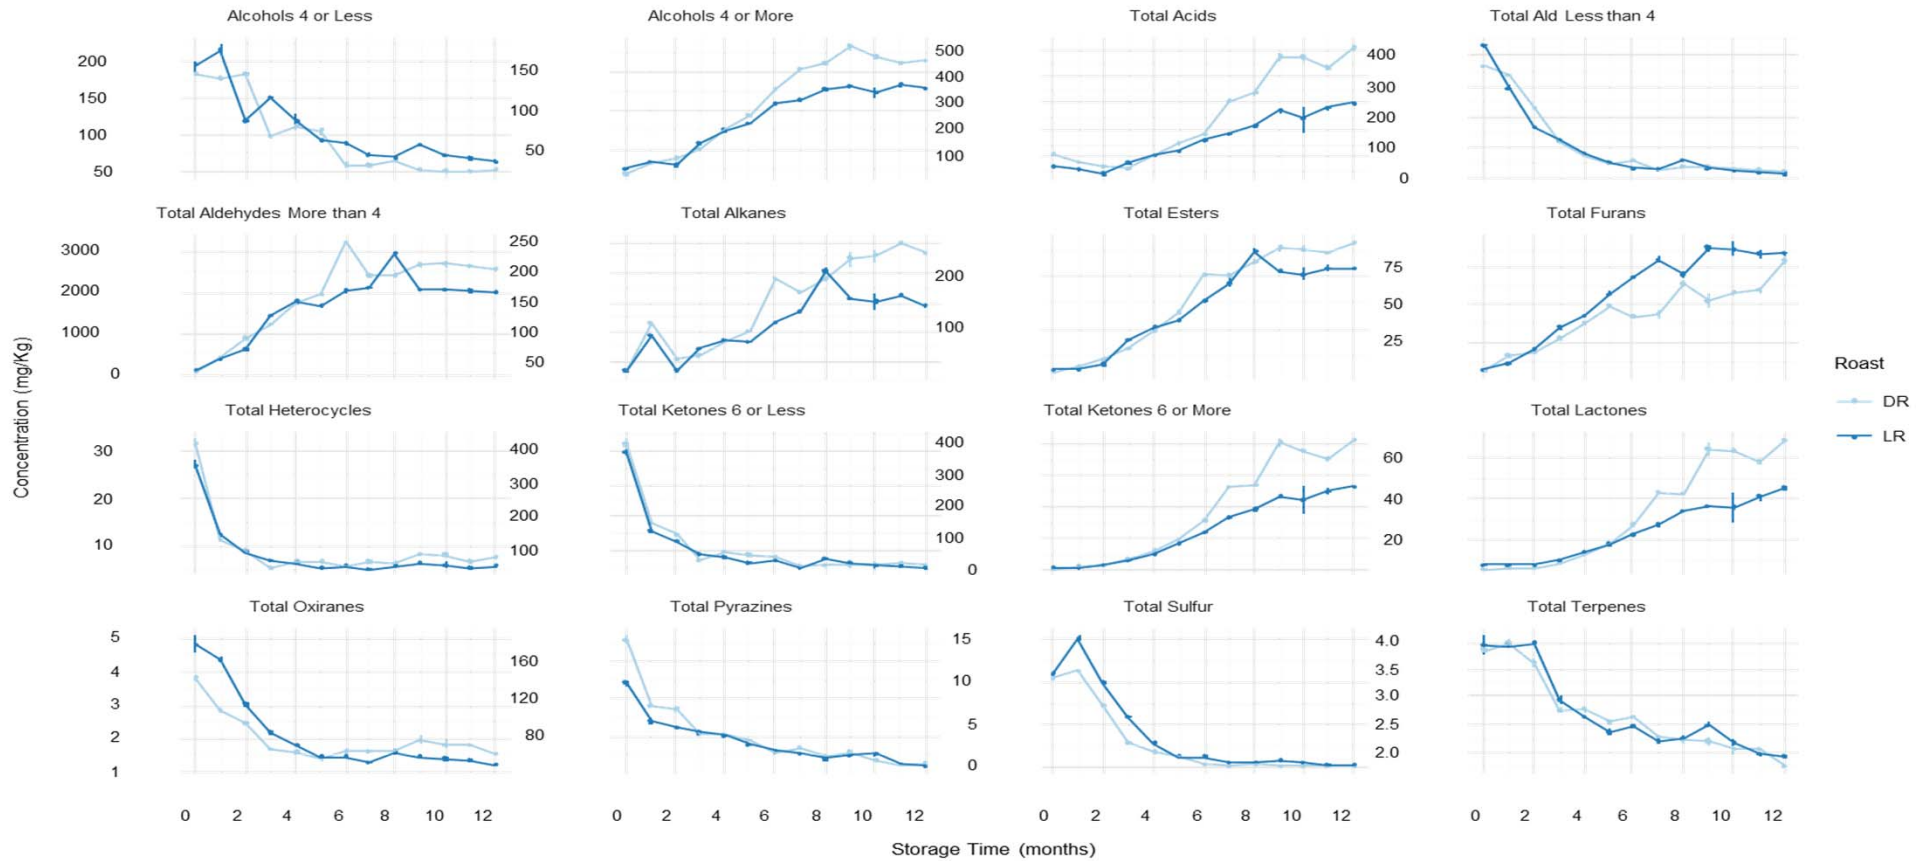 Alcohols 4 or Less
Alcohols 4 or More
Total Acids
Total Ald Less than 4
200
150
100
50
150
100
50
500
400
300
200
100
400
300
200
100
0
Total Aldehydes More than 4
Total Alkanes
Total Esters
Total Furans
3000
2000
1000
0
250
200
150
100
50
200
100
75
50
25
Total Heterocycles
Total Ketones 6 or Less
Total Ketones 6 or More
Total Lactones
30
20
10
400
300
200
100
400
300
200
100
0
60
40
20
Total Oxiranes
Total Pyrazines
Total Sulfur
Total Terpenes
5
4
3
2
1
160
120
80
15
10
5
0
4.0
3.5
3.0
2.5
2.0
0 2 4 6 8 10 12
0 2 4 6 8 10 12
0 2 4 6 8 10 12
0 2 4 6 8 10 12
Storage Time (months)
Concentration (mg/Kg)
Roast
DR
LR